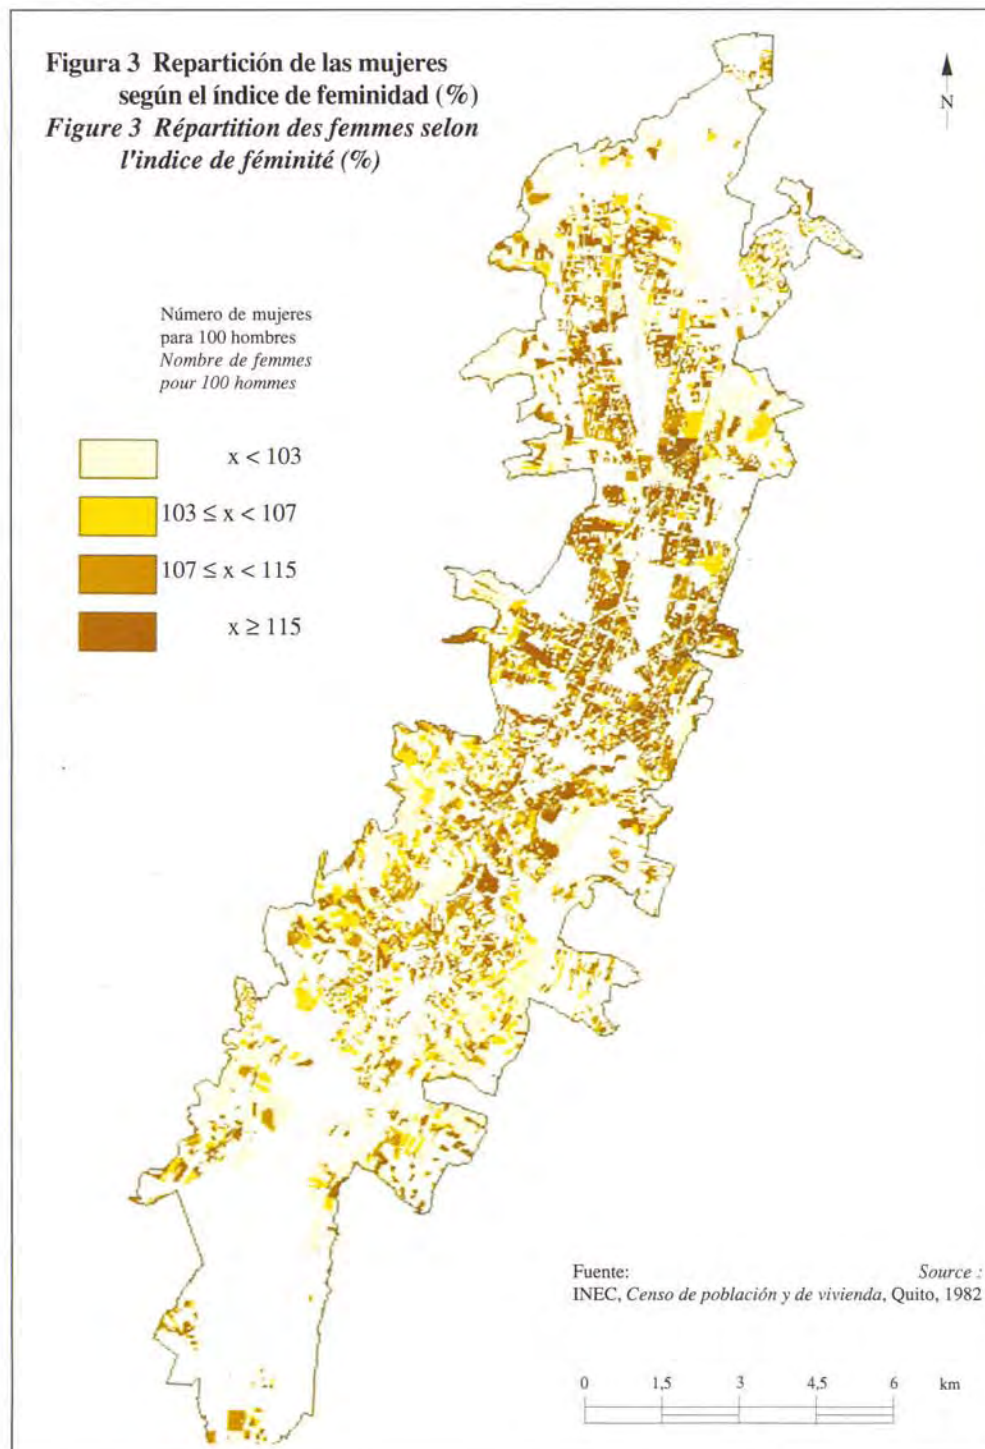 Figura 3 Repartición de las mujeres
según el índice de feminidad (%)
Figure 3 Répartition des femmes selon
l'indice de féminité (%)
N
Número de mujeres
para 100 hombres
Nombre de femmes
pour 100 hommes
x < 103
103 ≤ x < 107
107 ≤ x < 115
x ≥ 115
Fuente: Source :
INEC, Censo de población y de vivienda, Quito, 1982
0 1,5 3 4,5 6 km